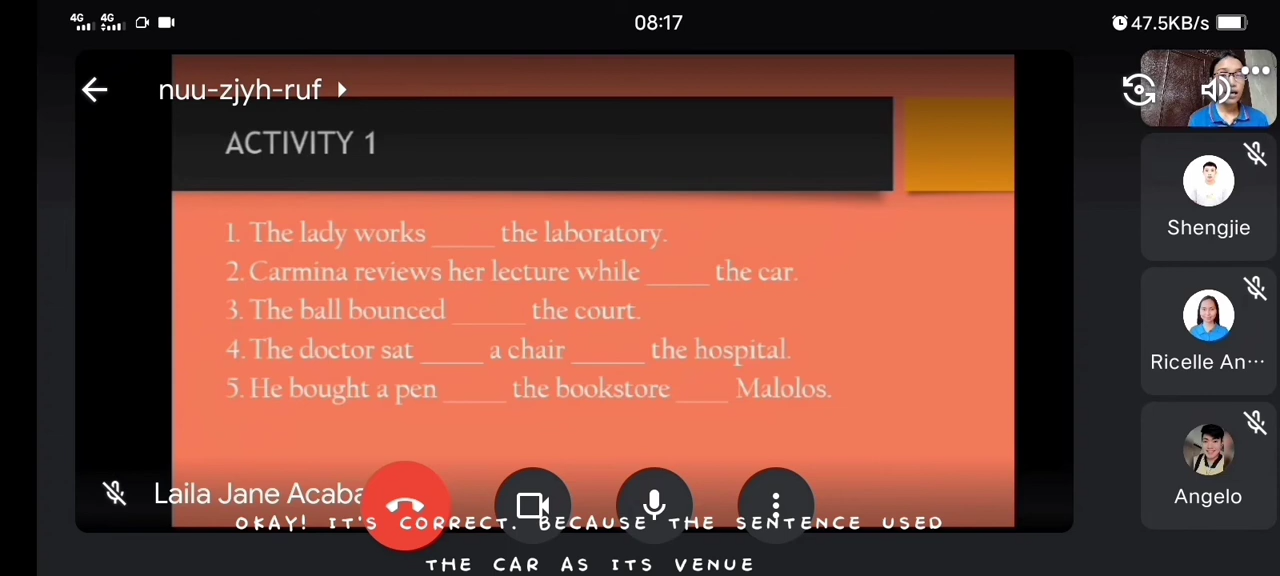 4G 4G 08:17 47.5KB/s
nuu-zjyh-ruf
ACTIVITY 1
1. The lady works _____ the laboratory.
2. Carmina reviews her lecture while _____ the car.
3. The ball bounced _____ the court.
4. The doctor sat _____ a chair _____ the hospital.
5. He bought a pen _____ the bookstore ____ Malolos.
Shengjie
Ricelle An...
Angelo
Laila Jane Acaba
OKAY! IT'S CORRECT. BECAUSE THE SENTENCE USED
THE CAR AS ITS VENUE